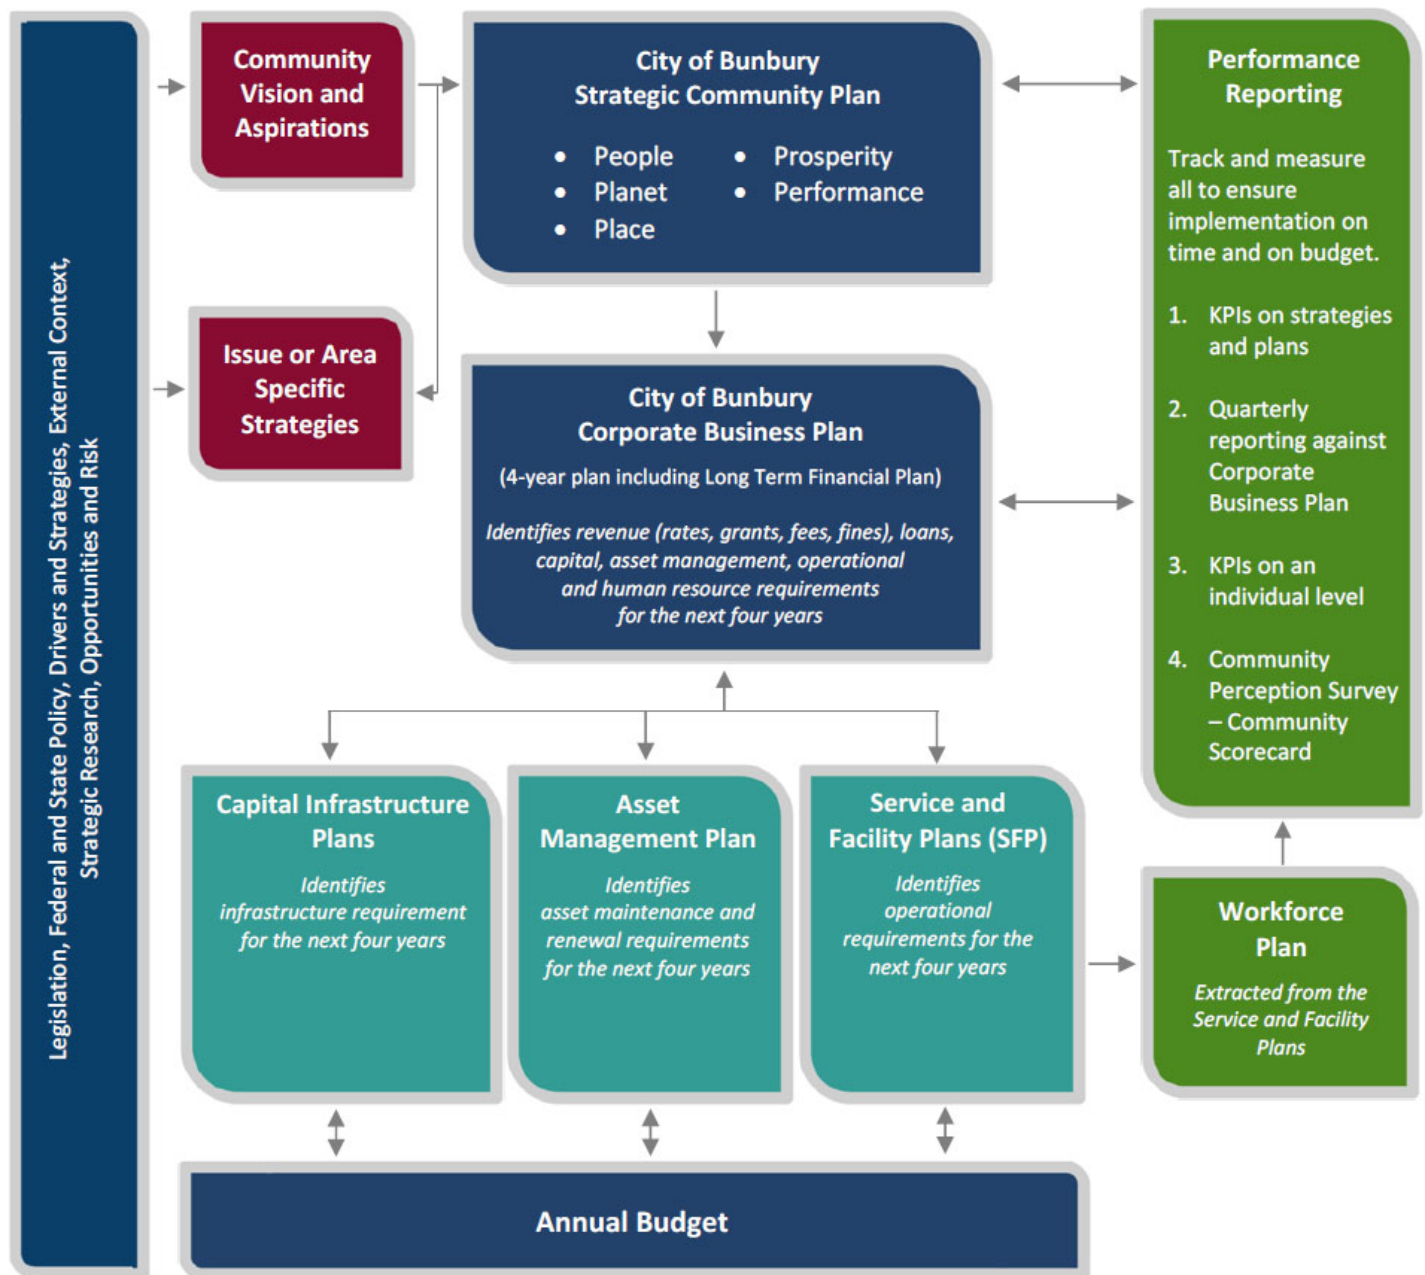 Legislation, Federal and State Policy, Drivers and Strategies, External Context,
Strategic Research, Opportunities and Risk
Community
Vision and
Aspirations
Issue or Area
Specific
Strategies
City of Bunbury
Strategic Community Plan
• People
• Planet
• Place
• Prosperity
• Performance
City of Bunbury
Corporate Business Plan
(4-year plan including Long Term Financial Plan)
Identifies revenue (rates, grants, fees, fines), loans,
capital, asset management, operational
and human resource requirements
for the next four years
Capital Infrastructure
Plans
Identifies
infrastructure requirement
for the next four years
Asset
Management Plan
Identifies
asset maintenance and
renewal requirements
for the next four years
Service and
Facility Plans (SFP)
Identifies
operational
requirements for the
next four years
Annual Budget
Performance
Reporting
Track and measure
all to ensure
implementation on
time and on budget.
1. KPIs on strategies
and plans
2. Quarterly
reporting against
Corporate
Business Plan
3. KPIs on an
individual level
4. Community
Perception Survey
– Community
Scorecard
Workforce
Plan
Extracted from the
Service and Facility
Plans